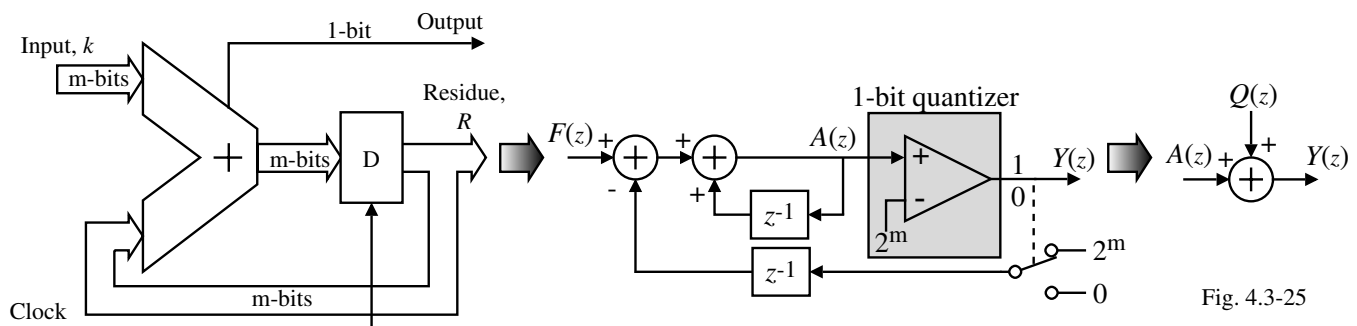 Input, k
m-bits
1-bit
Output
+
m-bits
D
Residue,
R
m-bits
Clock
F(z)
+
+
-
+
+
+
A(z)
z-1
z-1
1-bit quantizer
+
-
2m
1
0
Y(z)
2m
0
Q(z)
+
A(z)
+
+
Y(z)
Fig. 4.3-25